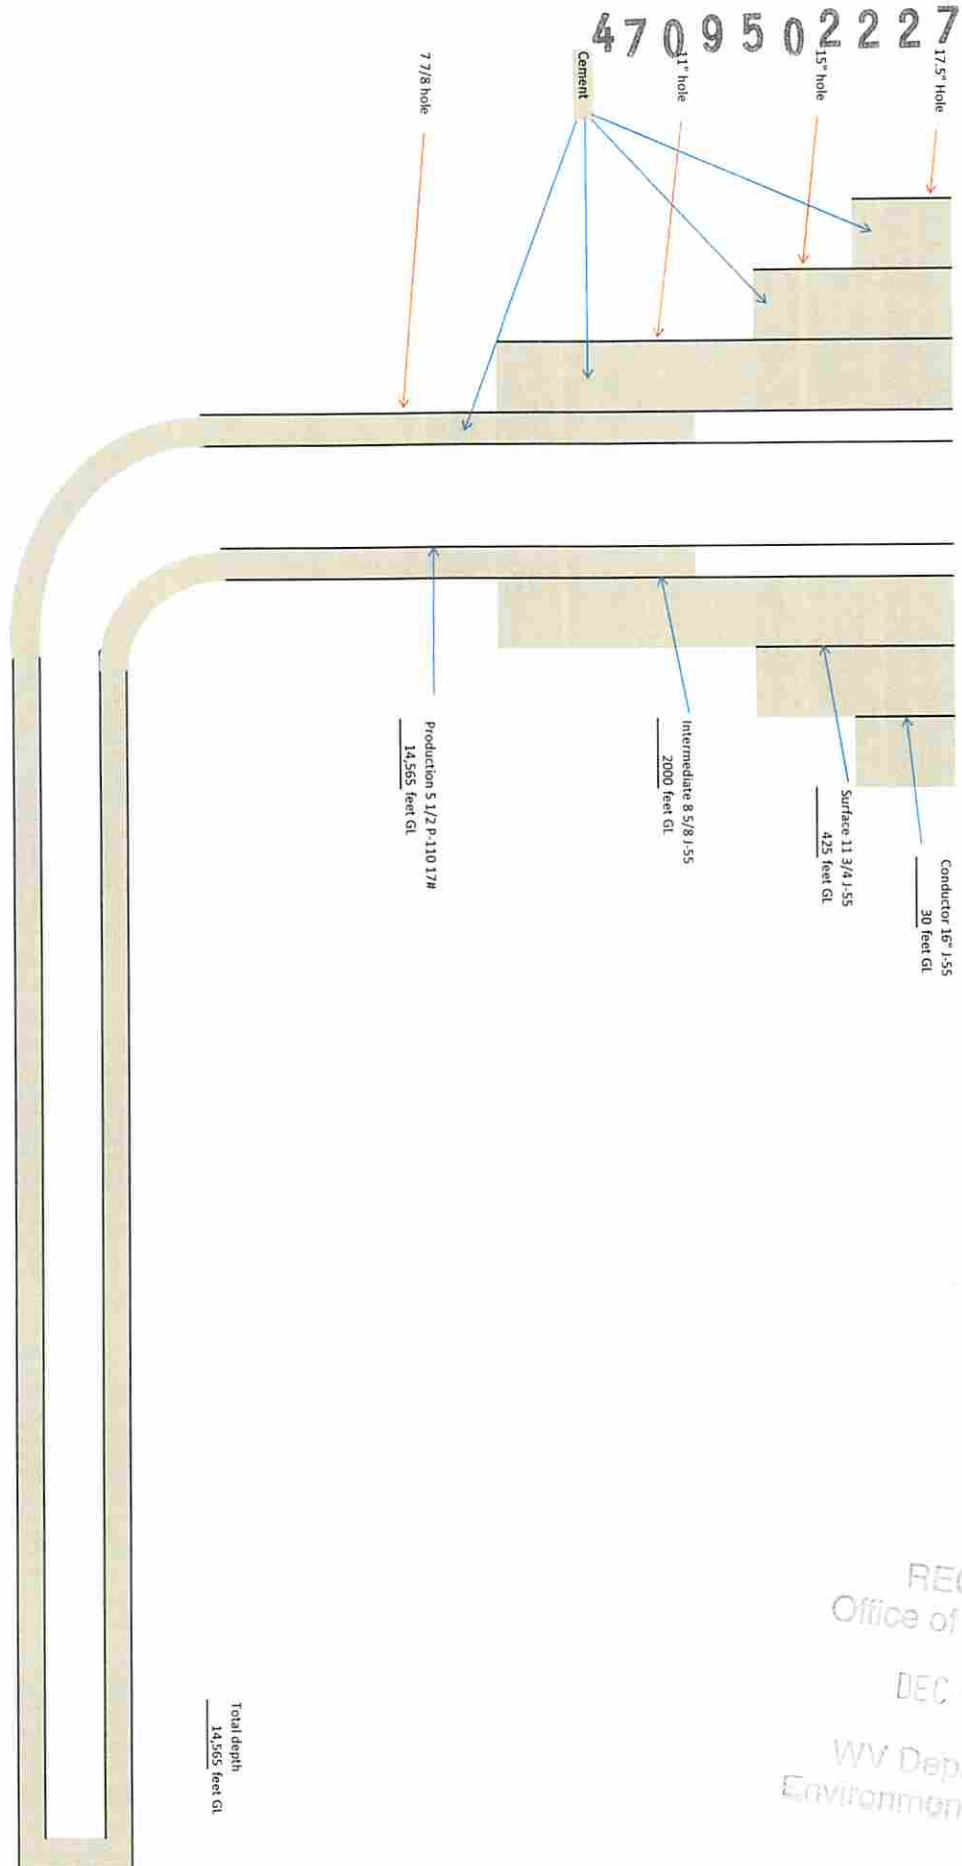 4709502227
17.5" Hole
15" hole
11" hole
Cement
7 7/8 hole
Conductor 16" J-55
30 feet GL
Surface 11 3/4 J-55
425 feet GL
Intermediate 8 5/8 J-55
2000 feet GL
Production 5 1/2 P-110 17#
14,565 feet GL
Total depth
14,565 feet GL
Office of
DEC
WV